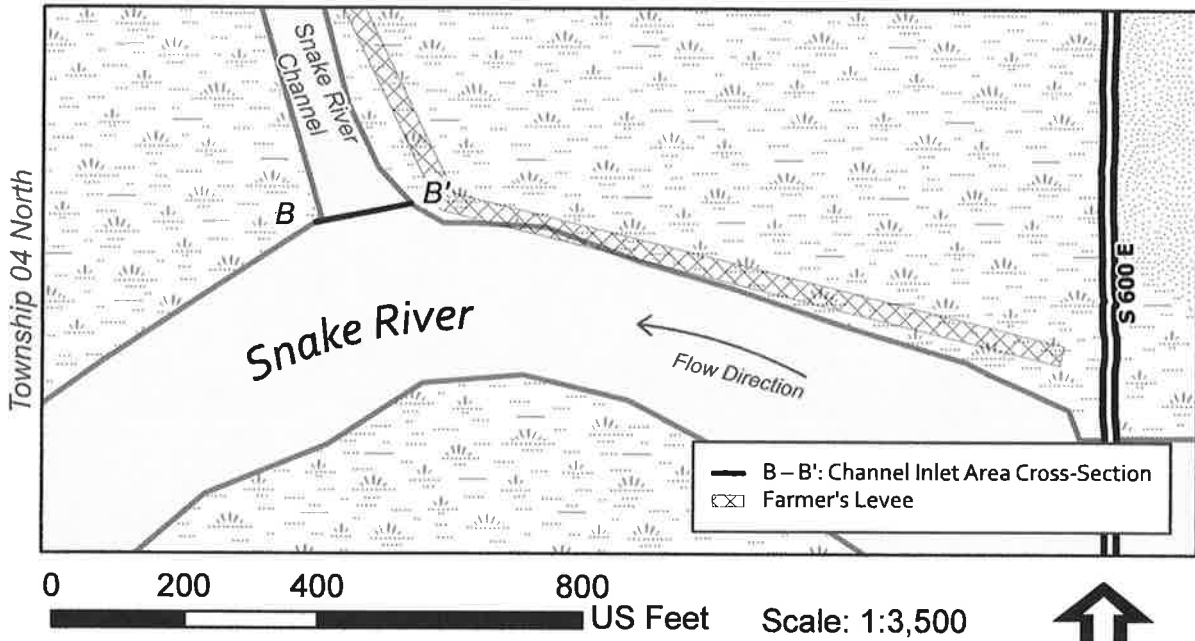 Snake River
Channel
Township 04 North
B
B'
S 600 E
Snake River
Flow Direction
B – B': Channel Inlet Area Cross-Section
Farmer's Levee
0 200 400 800
US Feet Scale: 1:3,500